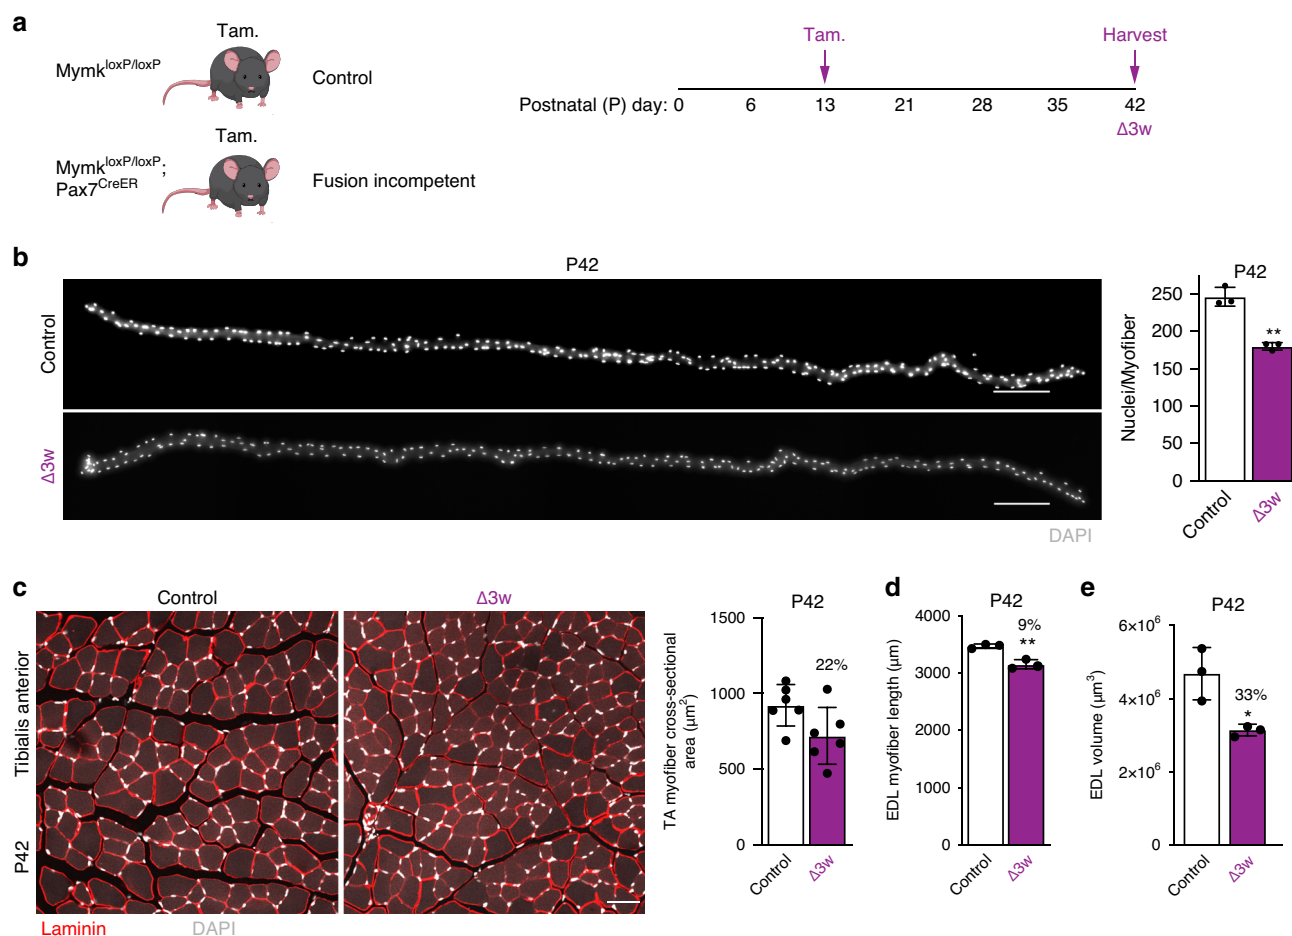 a
Tam.
Mymk^loxP/loxP
Control
Tam.
Mymk^loxP/loxP;
Pax7^CreER
Fusion incompetent
Tam.
Harvest
Postnatal (P) day: 0 6 13 21 28 35 42
Δ3w
b
P42
Control
Δ3w
DAPI
P42
Nuclei/Myofiber
250
200
150
100
50
0
**
Control
Δ3w
c
Control
Δ3w
Tibialis anterior
P42
Laminin
DAPI
P42
TA myofiber cross-sectional
area (μm²)
1500
1000
500
0
22%
Control
Δ3w
d
P42
EDL myofiber length (μm)
4000
3000
2000
1000
0
9%
**
Control
Δ3w
e
P42
EDL volume (μm³)
6×10⁶
4×10⁶
2×10⁶
0
33%
*
Control
Δ3w